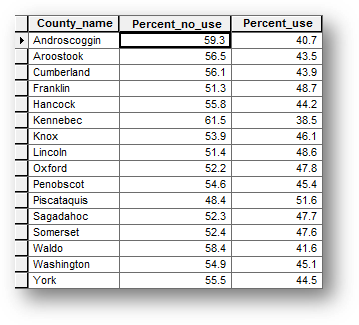 County_name Percent_no_use Percent_use
Androscoggin 59.3 40.7
Aroostook 56.5 43.5
Cumberland 56.1 43.9
Franklin 51.3 48.7
Hancock 55.8 44.2
Kennebec 61.5 38.5
Knox 53.9 46.1
Lincoln 51.4 48.6
Oxford 52.2 47.8
Penobscot 54.6 45.4
Piscataquis 48.4 51.6
Sagadahoc 52.3 47.7
Somerset 52.4 47.6
Waldo 58.4 41.6
Washington 54.9 45.1
York 55.5 44.5